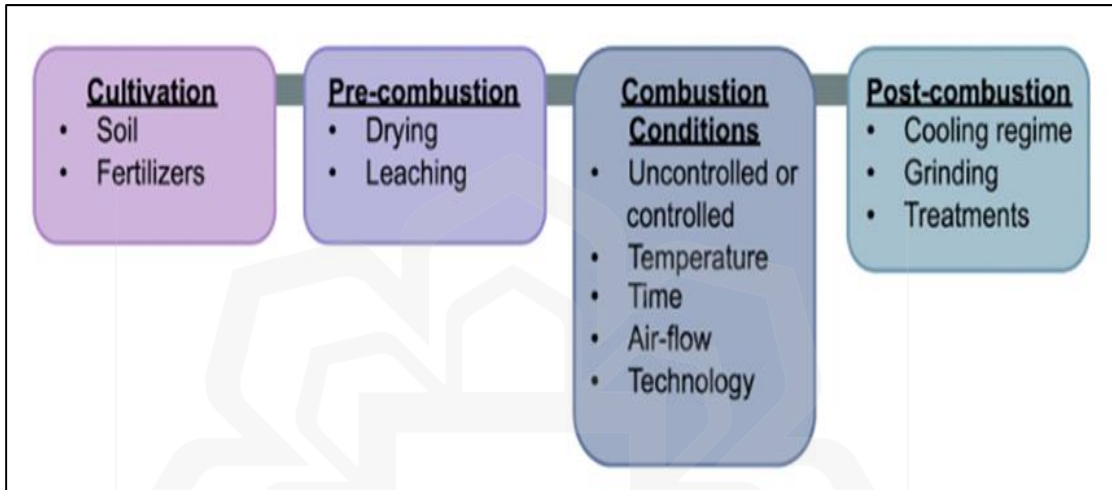 Cultivation
• Soil
• Fertilizers
Pre-combustion
• Drying
• Leaching
Combustion
Conditions
• Uncontrolled or
controlled
• Temperature
• Time
• Air-flow
• Technology
Post-combustion
• Cooling regime
• Grinding
• Treatments